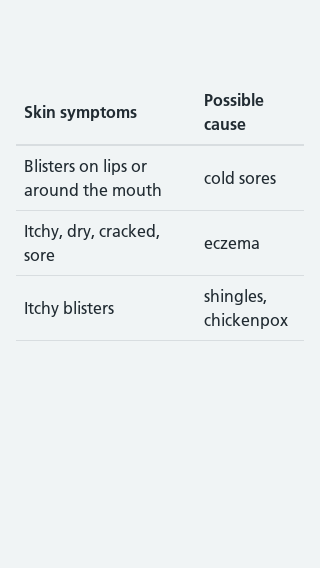 Skin symptoms
Possible
cause
Blisters on lips or
around the mouth
cold sores
Itchy, dry, cracked,
sore
eczema
Itchy blisters
shingles,
chickenpox